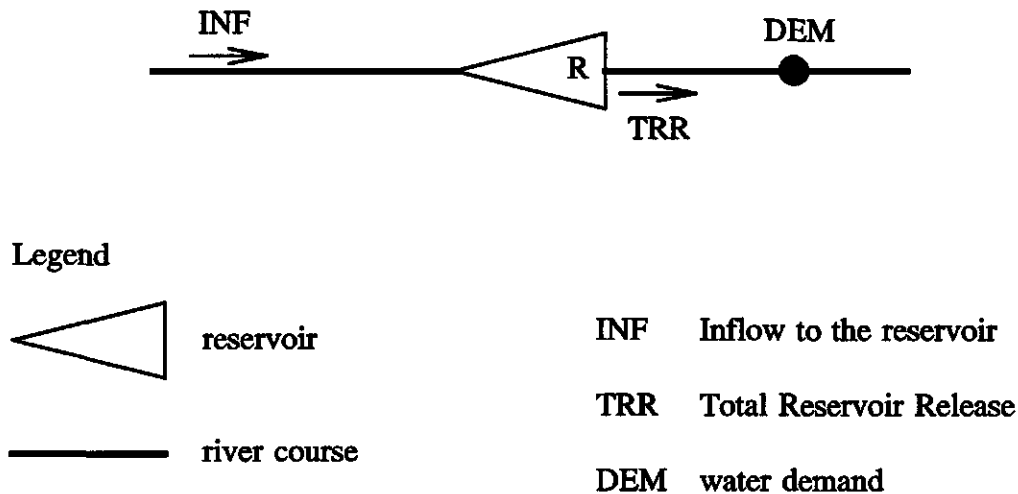 INF
DEM
R
TRR
Legend
reservoir
INF Inflow to the reservoir
TRR Total Reservoir Release
river course
DEM water demand